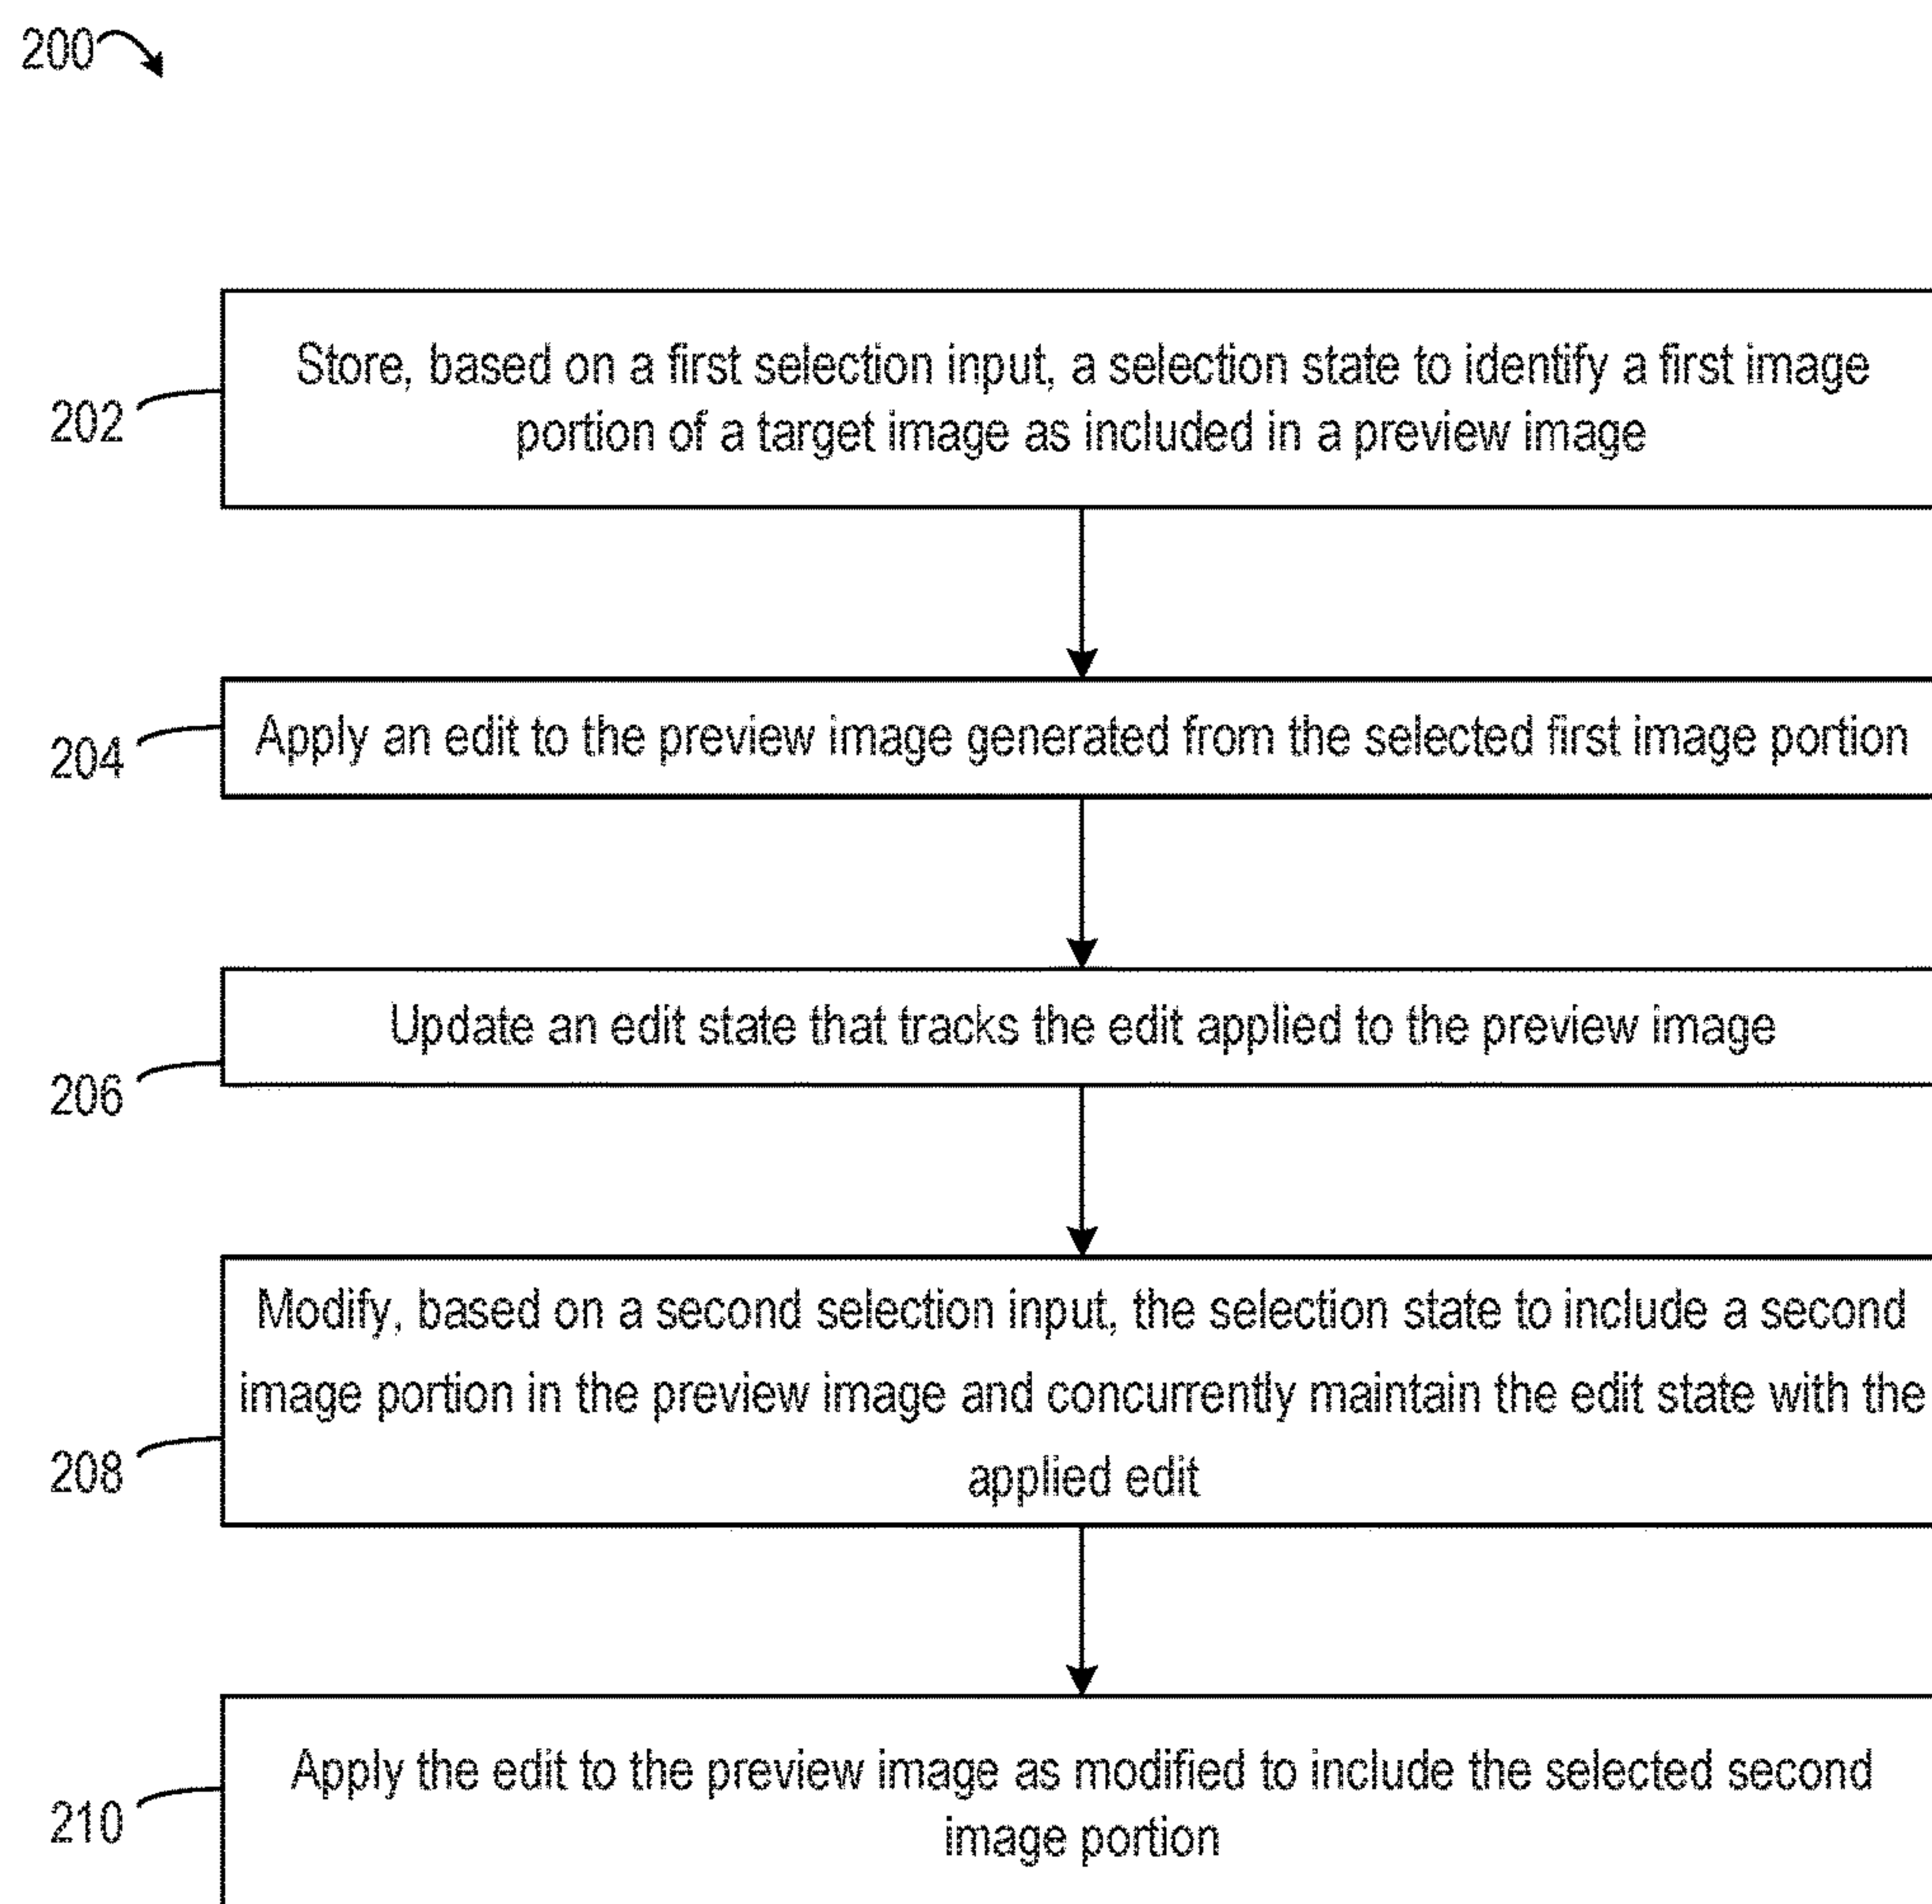 200
Store, based on a first selection input, a selection state to identify a first image
portion of a target image as included in a preview image
202
Apply an edit to the preview image generated from the selected first image portion
204
Update an edit state that tracks the edit applied to the preview image
206
Modify, based on a second selection input, the selection state to include a second
image portion in the preview image and concurrently maintain the edit state with the
applied edit
208
Apply the edit to the preview image as modified to include the selected second
image portion
210